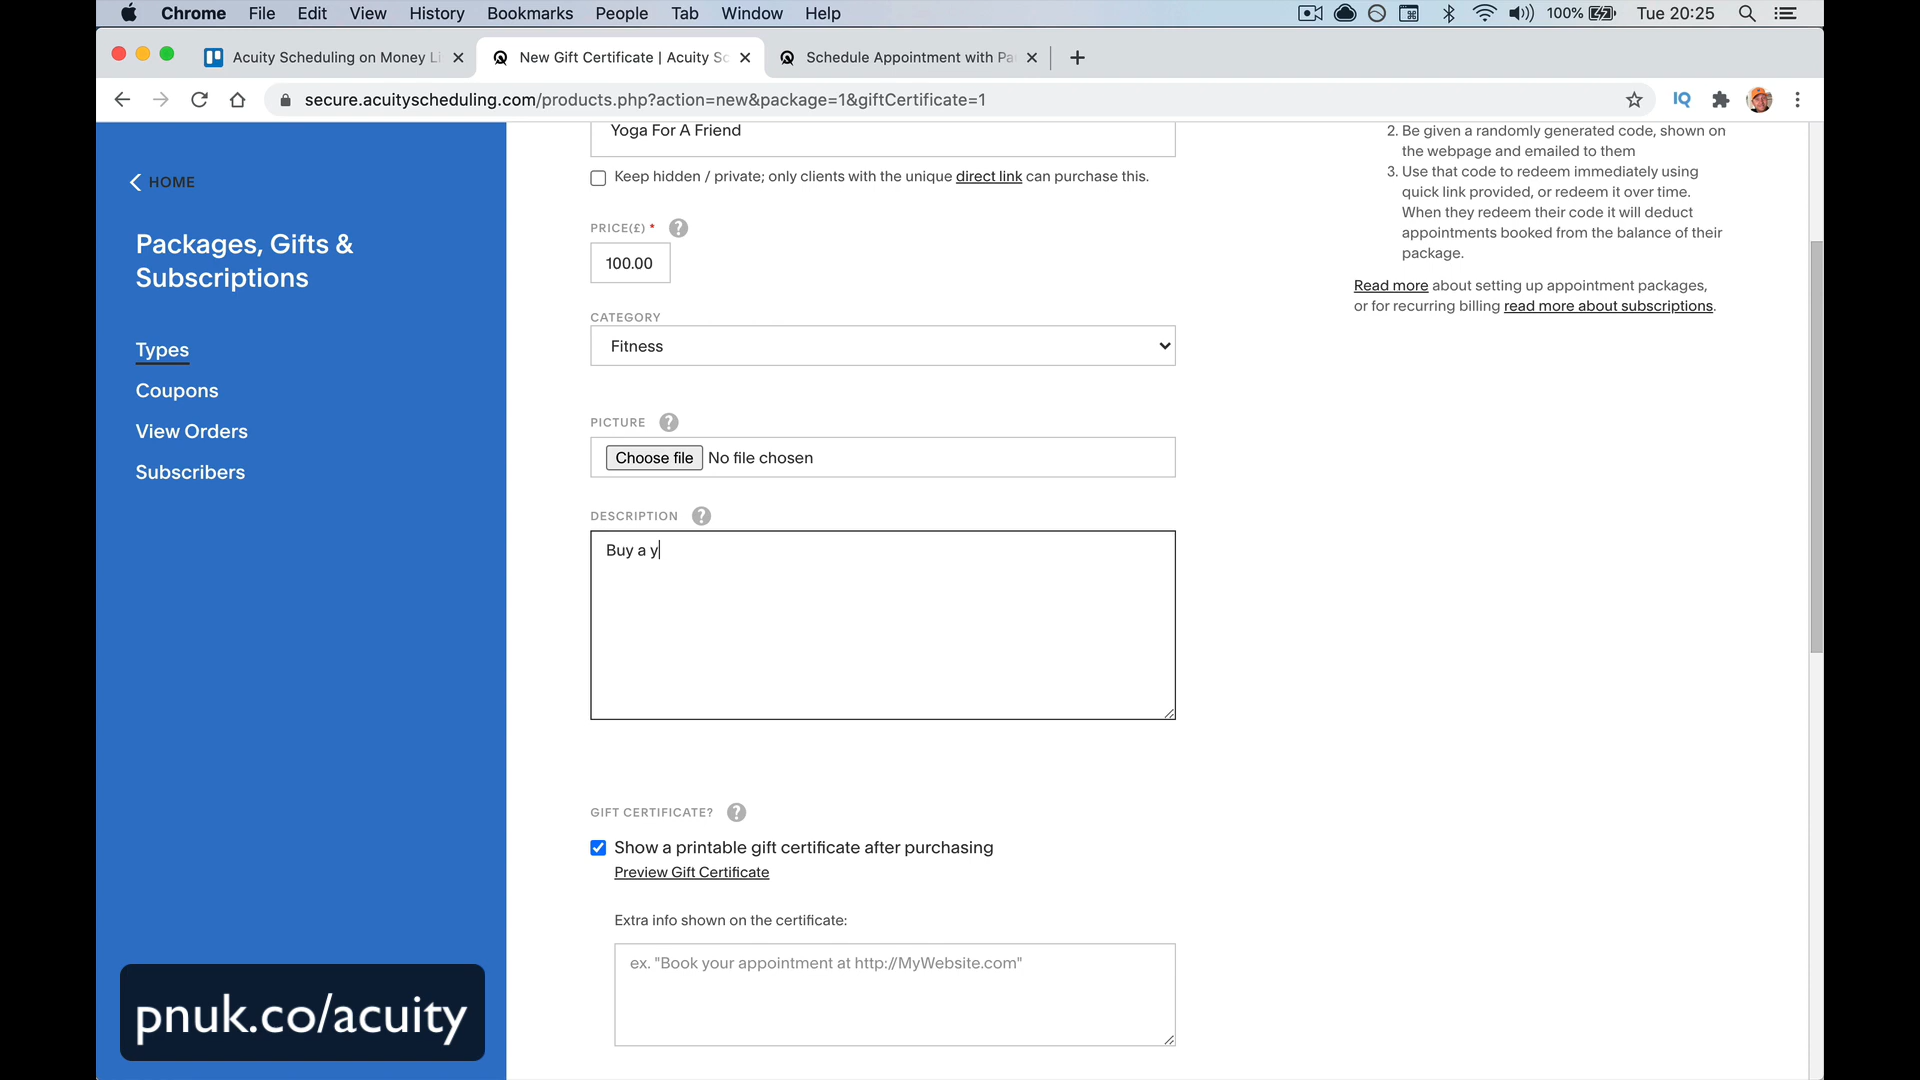 Chrome File Edit View History Bookmarks People Tab Window Help 100% Tue 20:25
Acuity Scheduling on Money Li
New Gift Certificate | Acuity Sc
Schedule Appointment with Pa
secure.acuityscheduling.com/products.php?action=new&package=1&giftCertificate=1
IQ
HOME
Packages, Gifts &
Subscriptions
Types
Coupons
View Orders
Subscribers
Yoga For A Friend
Keep hidden / private; only clients with the unique direct link can purchase this.
PRICE(£) * ?
100.00
CATEGORY
Fitness
PICTURE ?
Choose file No file chosen
DESCRIPTION ?
Buy a y
GIFT CERTIFICATE? ?
Show a printable gift certificate after purchasing
Preview Gift Certificate
Extra info shown on the certificate:
ex. "Book your appointment at http://MyWebsite.com"
2. Be given a randomly generated code, shown on
the webpage and emailed to them
3. Use that code to redeem immediately using
quick link provided, or redeem it over time.
When they redeem their code it will deduct
appointments booked from the balance of their
package.
Read more about setting up appointment packages,
or for recurring billing read more about subscriptions.
pnuk.co/acuity